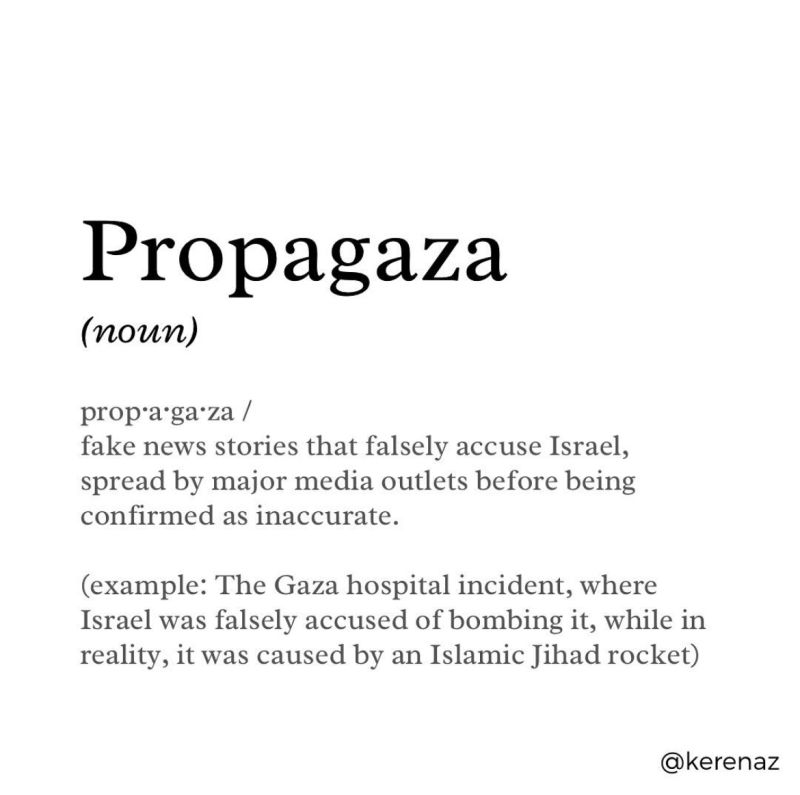 Propagaza
(noun)
prop·a·ga·za /
fake news stories that falsely accuse Israel,
spread by major media outlets before being
confirmed as inaccurate.
(example: The Gaza hospital incident, where
Israel was falsely accused of bombing it, while in
reality, it was caused by an Islamic Jihad rocket)
@kerenaz